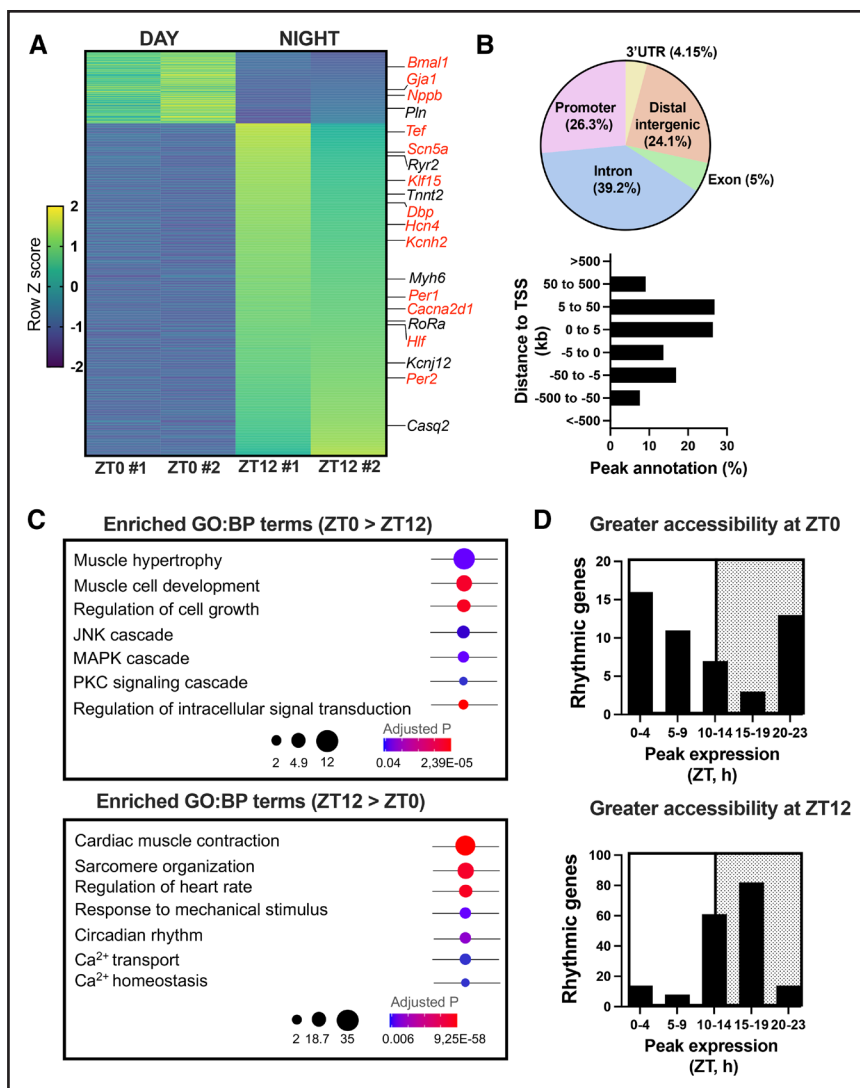 A
DAY
NIGHT
Bmal1
Gja1
Nppb
Pln
Tef
Scn5a
Ryr2
Klf15
Tnnt2
Dbp
Hcn4
Kcnh2
Myh6
Per1
Cacna2d1
RoRa
Hlf
Kcnj12
Per2
Casq2
Row Z score
2
1
0
-1
-2
ZT0 #1
ZT0 #2
ZT12 #1
ZT12 #2
B
3'UTR (4.15%)
Promoter
(26.3%)
Distal
intergenic
(24.1%)
Intron
(39.2%)
Exon (5%)
Distance to TSS
(kb)
>500
50 to 500
5 to 50
0 to 5
-5 to 0
-50 to -5
-500 to -50
<-500
0
10
20
30
Peak annotation (%)
C
Enriched GO:BP terms (ZT0 > ZT12)
Muscle hypertrophy
Muscle cell development
Regulation of cell growth
JNK cascade
MAPK cascade
PKC signaling cascade
Regulation of intracellular signal transduction
2
4.9
12
Adjusted P
0.04
2,39E-05
Enriched GO:BP terms (ZT12 > ZT0)
Cardiac muscle contraction
Sarcomere organization
Regulation of heart rate
Response to mechanical stimulus
Circadian rhythm
Ca²⁺ transport
Ca²⁺ homeostasis
2
18.7
35
Adjusted P
0.006
9,25E-58
D
Greater accessibility at ZT0
Rhythmic genes
20
15
10
5
0
0-4
5-9
10-14
15-19
20-23
Peak expression
(ZT, h)
Greater accessibility at ZT12
Rhythmic genes
100
80
60
40
20
0
0-4
5-9
10-14
15-19
20-23
Peak expression
(ZT, h)